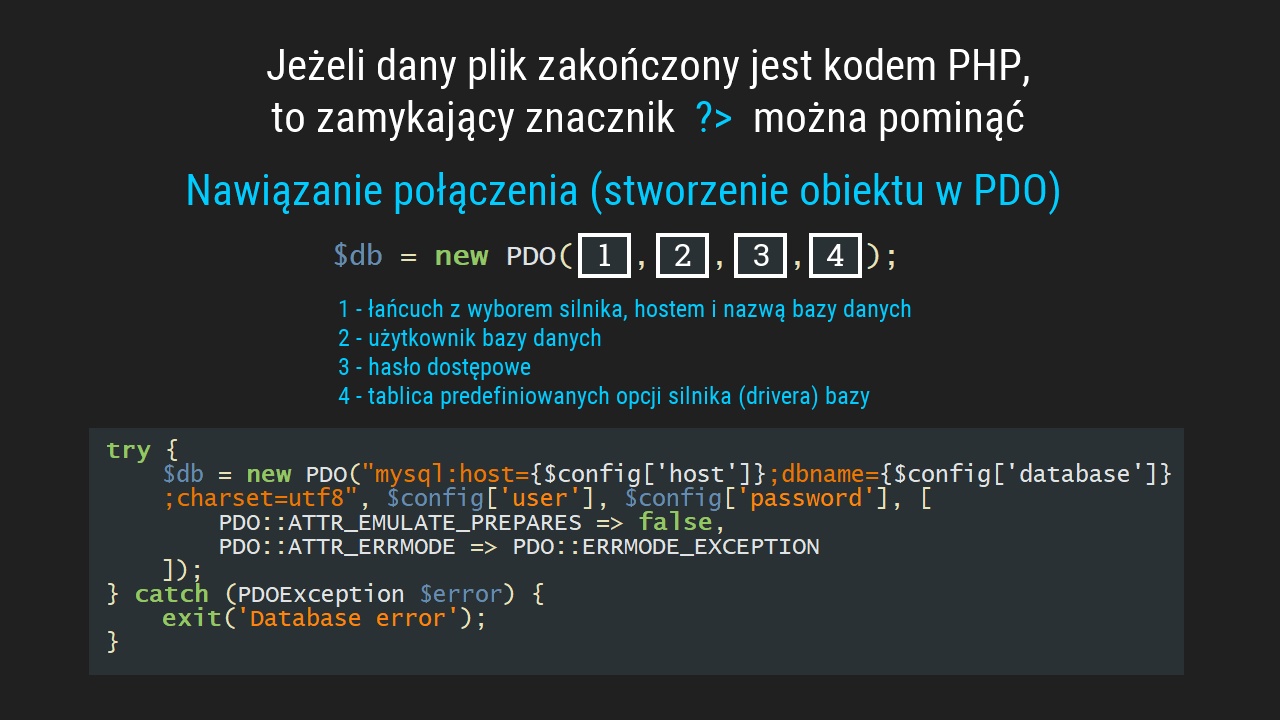 Jeżeli dany plik zakończony jest kodem PHP,
to zamykający znacznik ?> można pominąć
Nawiązanie połączenia (stworzenie obiektu w PDO)
$db = new PDO(1,2,3,4);
1 - łańcuch z wyborem silnika, hostem i nazwą bazy danych
2 - użytkownik bazy danych
3 - hasło dostępowe
4 - tablica predefiniowanych opcji silnika (drivera) bazy
try {
    $db = new PDO("mysql:host={$config['host']};dbname={$config['database']}
    ;charset=utf8", $config['user'], $config['password'], [
        PDO::ATTR_EMULATE_PREPARES => false,
        PDO::ATTR_ERRMODE => PDO::ERRMODE_EXCEPTION
    ]);
} catch (PDOException $error) {
    exit('Database error');
}